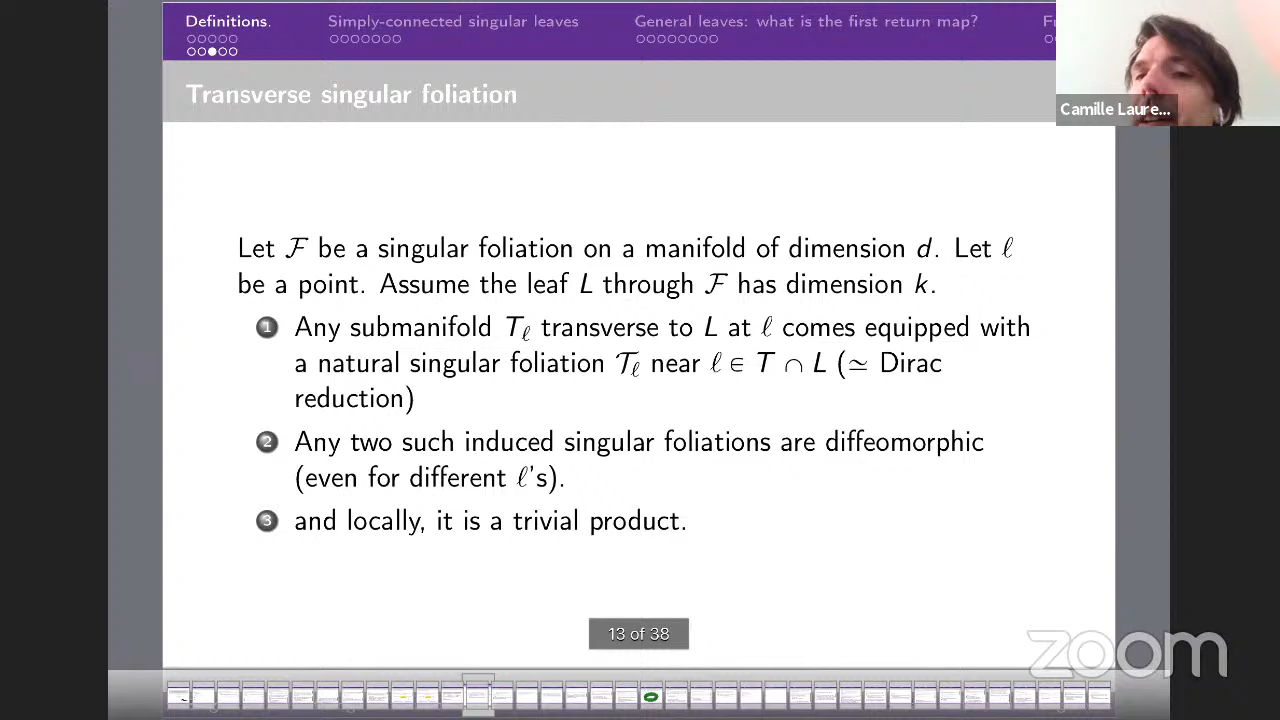 Definitions.
Simply-connected singular leaves
General leaves: what is the first return map?
Transverse singular foliation
Camille Laure...
Let ℱ be a singular foliation on a manifold of dimension d. Let ℓ
be a point. Assume the leaf L through ℱ has dimension k.
1 Any submanifold T_ℓ transverse to L at ℓ comes equipped with
a natural singular foliation 𝒯_ℓ near ℓ ∈ T ∩ L (≃ Dirac
reduction)
2 Any two such induced singular foliations are diffeomorphic
(even for different ℓ's).
3 and locally, it is a trivial product.
13 of 38
zoom